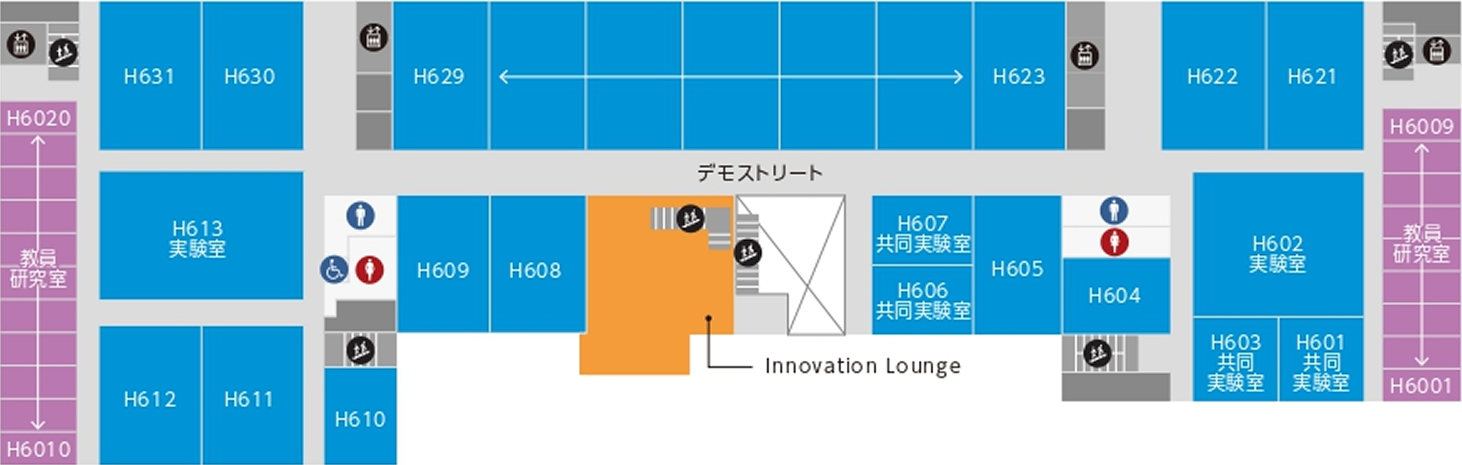 H631
H630
H629
H623
H622
H621
H6020
H6009
デモストリート
H613
実験室
H607
共同実験室
H602
実験室
教員
研究室
教員
研究室
H609
H608
H605
H606
共同実験室
H604
H603
共同
実験室
H601
共同
実験室
Innovation Lounge
H6001
H612
H611
H610
H6010